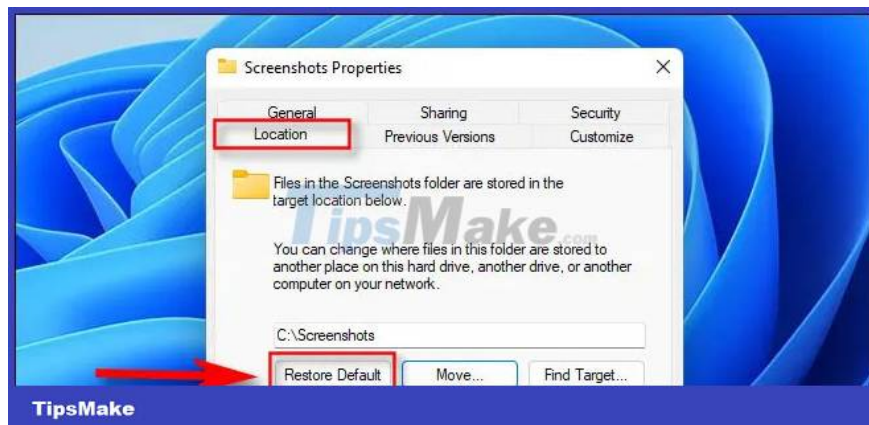 Screenshots Properties
General Sharing Security
Location Previous Versions Customize
Files in the Screenshots folder are stored in the
target location below.
TipsMake.com
You can change where files in this folder are stored to
another place on this hard drive, another drive, or another
computer on your network.
C:\Screenshots
Restore Default Move... Find Target...
TipsMake